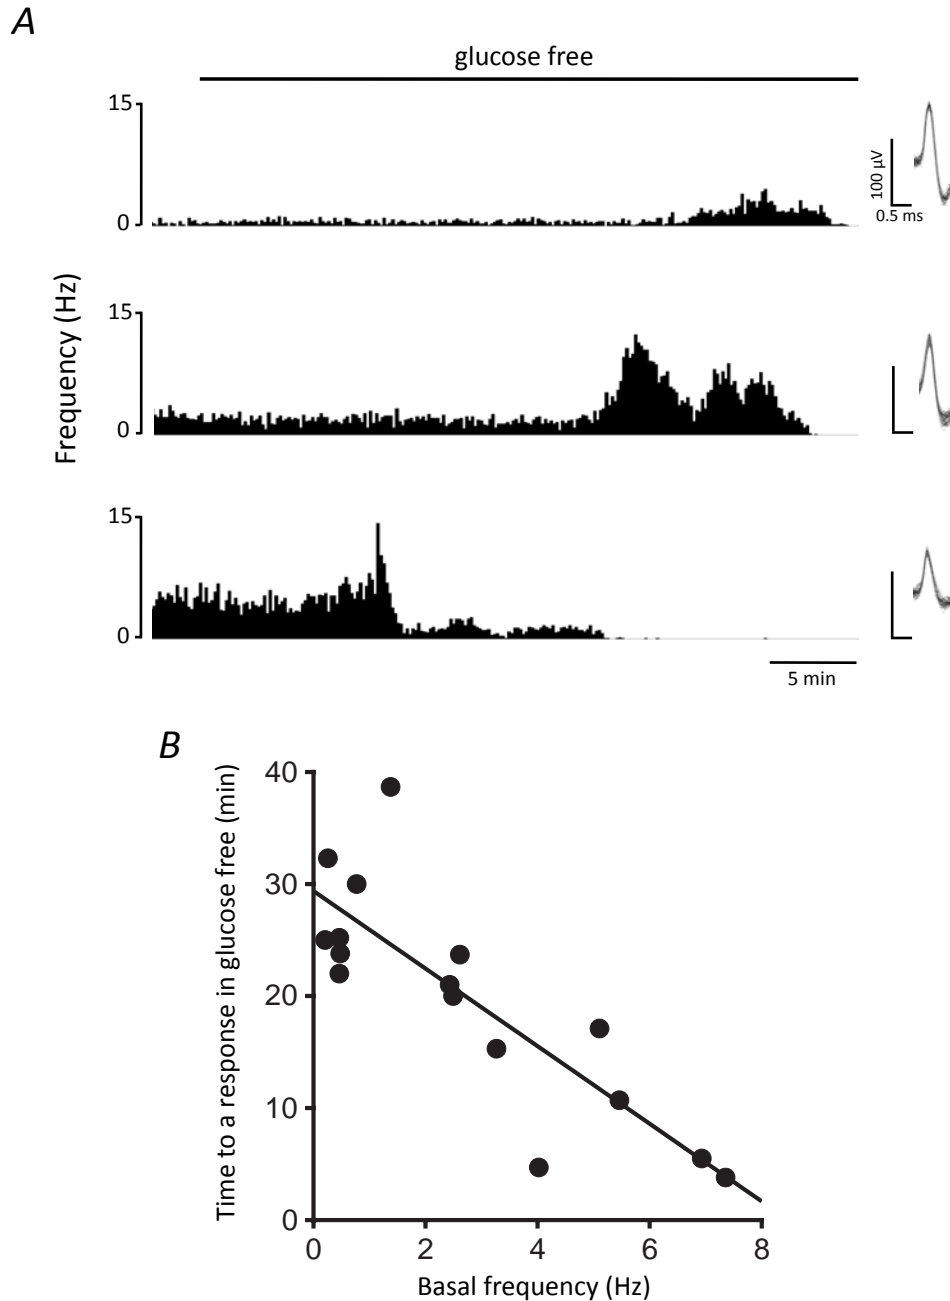 A
glucose free
15
0
100 µV
0.5 ms
Frequency (Hz)
15
0
15
0
5 min
B
Time to a response in glucose free (min)
40
30
20
10
0
0 2 4 6 8
Basal frequency (Hz)